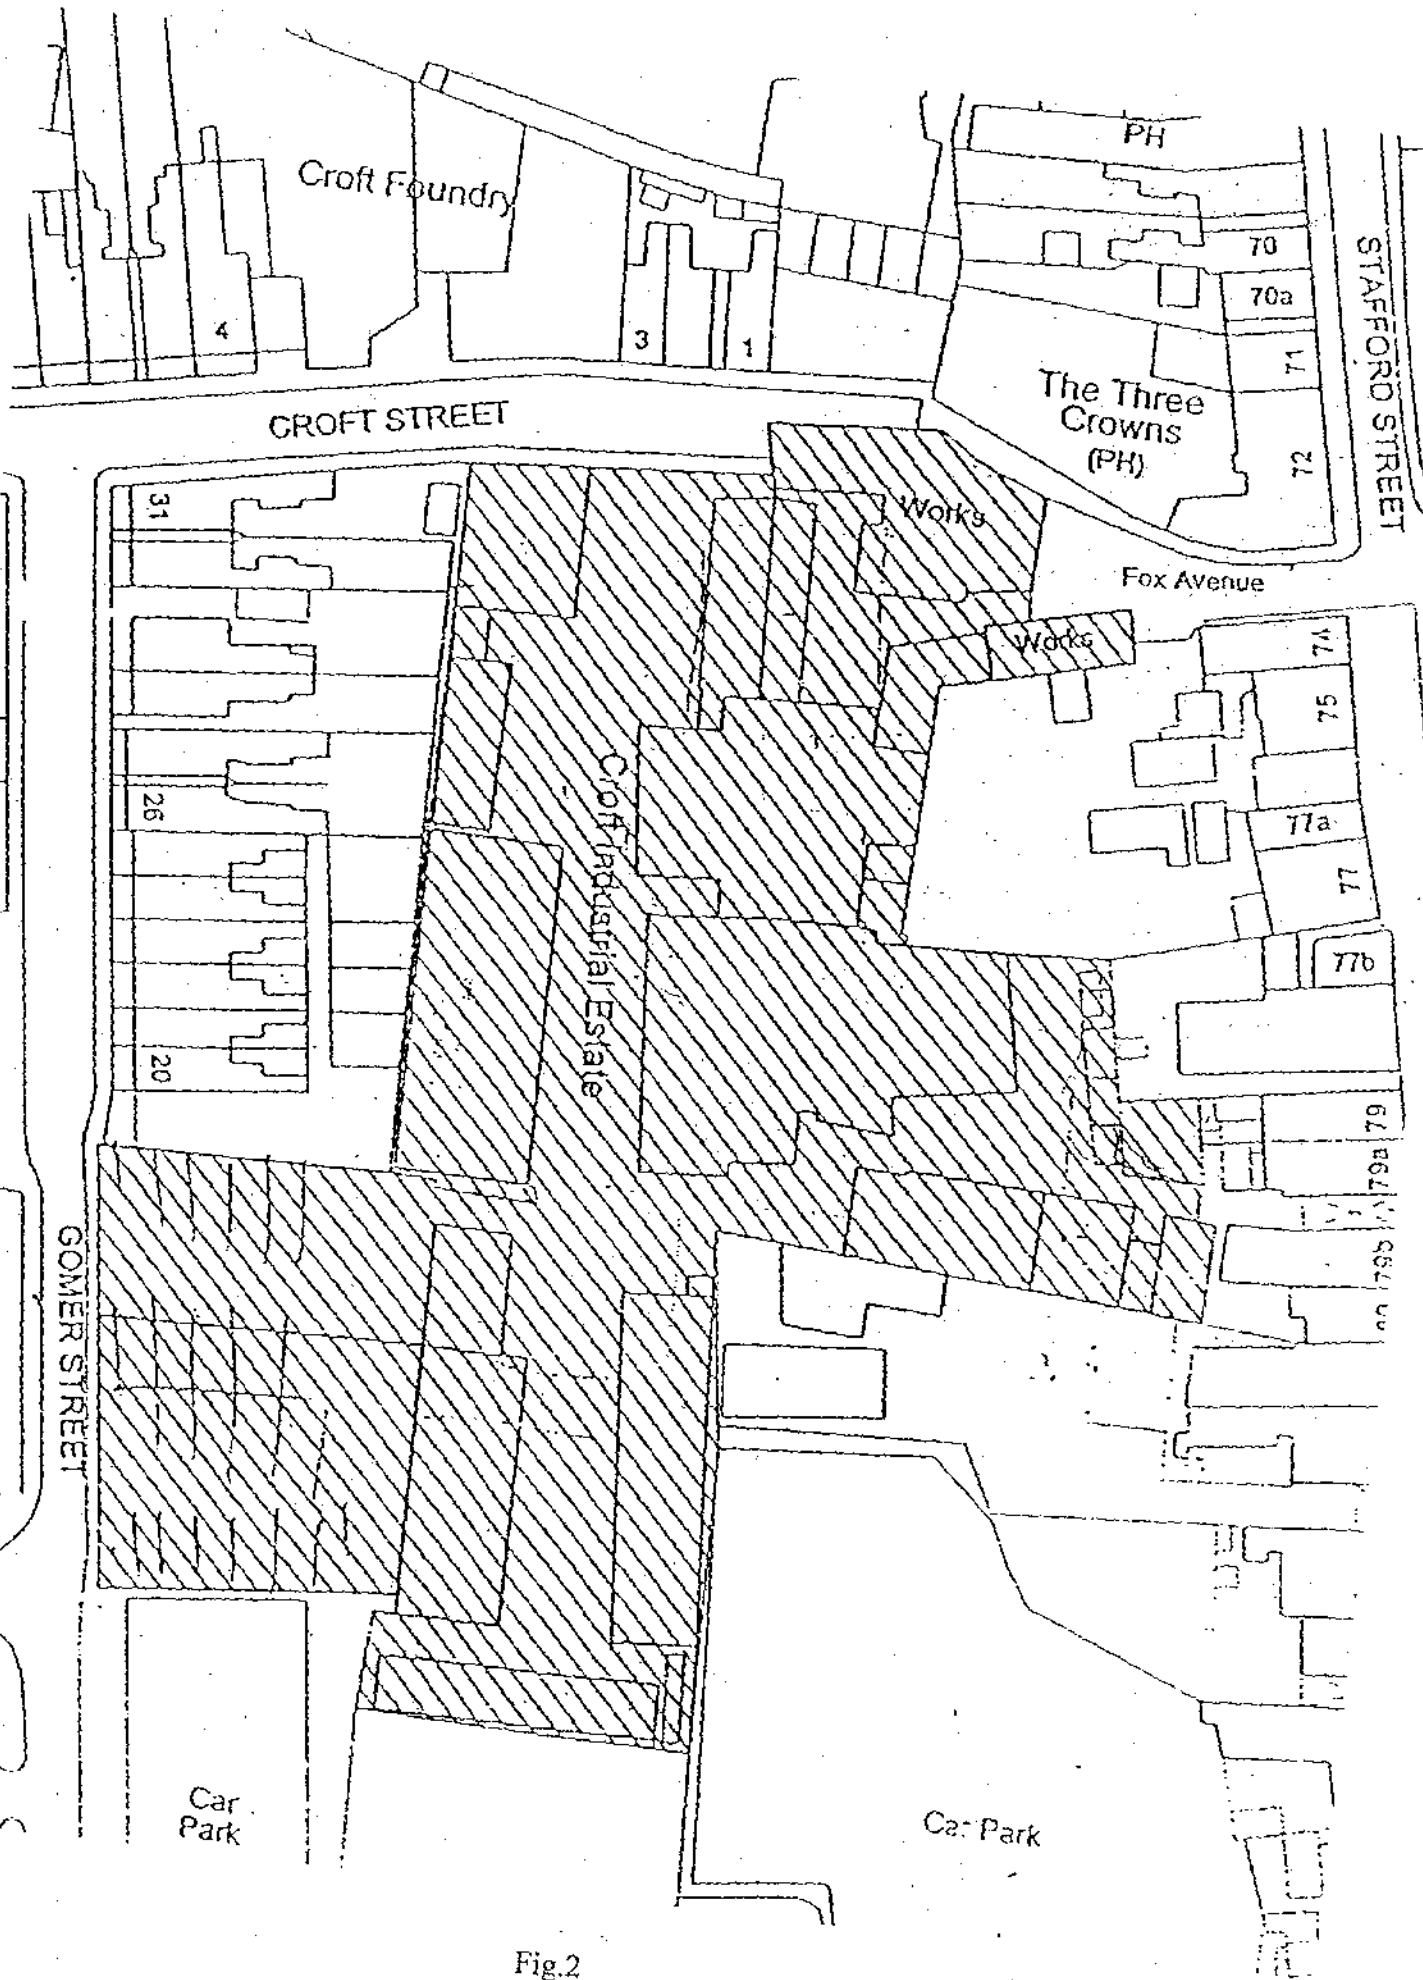 PH
Croft Foundry
70
70a
71
STAFFORD STREET
4
3
1
The Three
Crowns
(PH)
72
CROFT STREET
31
Works
Fox Avenue
Works
74
75
26
Croft Industrial Estate
77a
77
77b
20
79
79a
GOMER STREET
Car
Park
Car Park
Fig.2